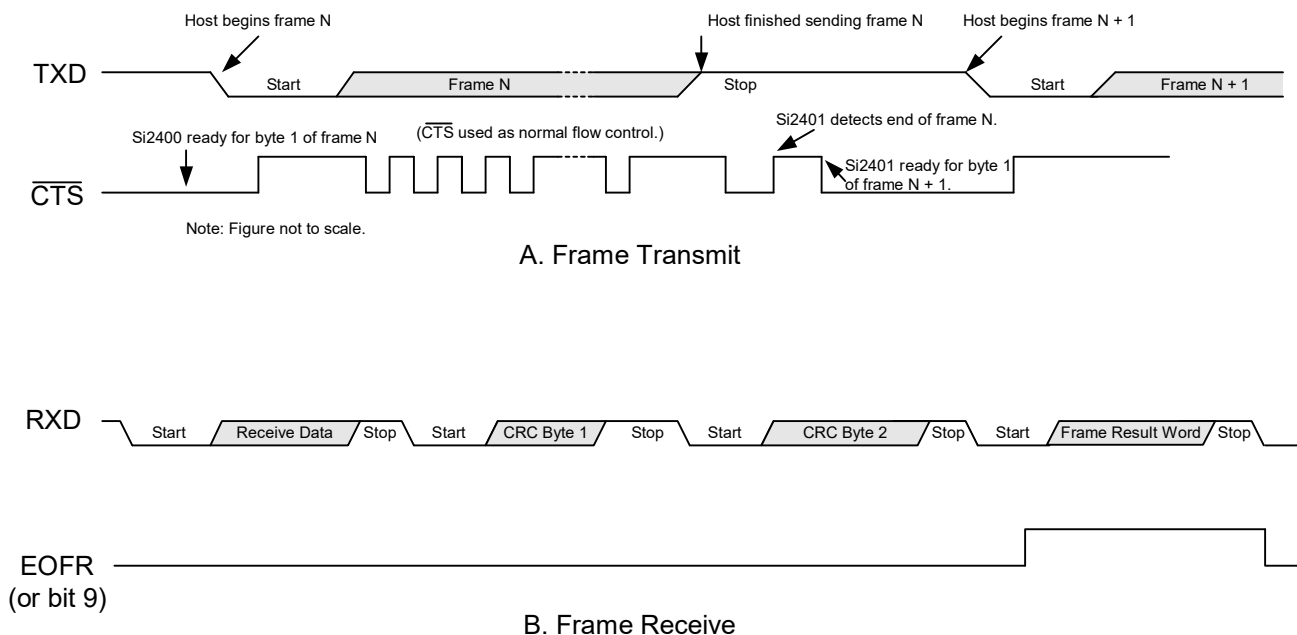 Host begins frame N
Host finished sending frame N
Host begins frame N + 1
TXD
Start
Frame N
Stop
Start
Frame N + 1
Si2400 ready for byte 1 of frame N
(CTS used as normal flow control.)
Si2401 detects end of frame N.
Si2401 ready for byte 1
of frame N + 1.
CTS
Note: Figure not to scale.
A. Frame Transmit
RXD
Start
Receive Data
Stop
Start
CRC Byte 1
Stop
Start
CRC Byte 2
Stop
Start
Frame Result Word
Stop
EOFR
(or bit 9)
B. Frame Receive